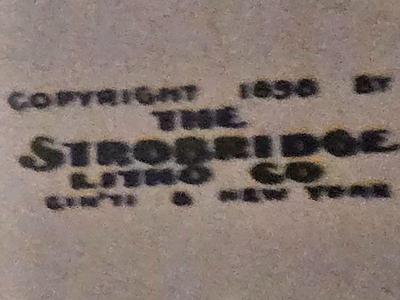 COPYRIGHT 1898 BY
THE
STROBRIDGE
LITHO CO
CIN'TI & NEW YORK